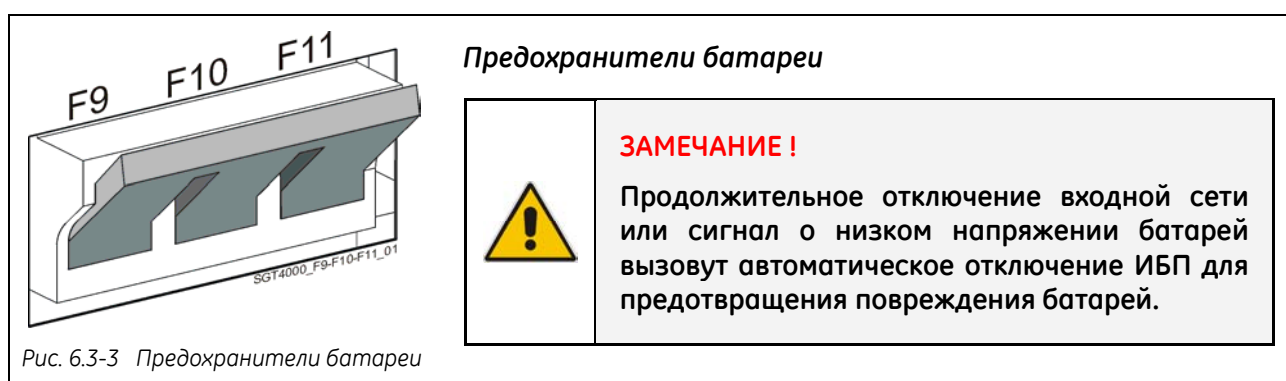 F9 F10 F11
SGT4000_F9-F10-F11_01
Рис. 6.3-3 Предохранители батареи
Предохранители батареи
ЗАМЕЧАНИЕ !
Продолжительное отключение входной сети
или сигнал о низком напряжении батарей
вызовут автоматическое отключение ИБП для
предотвращения повреждения батарей.